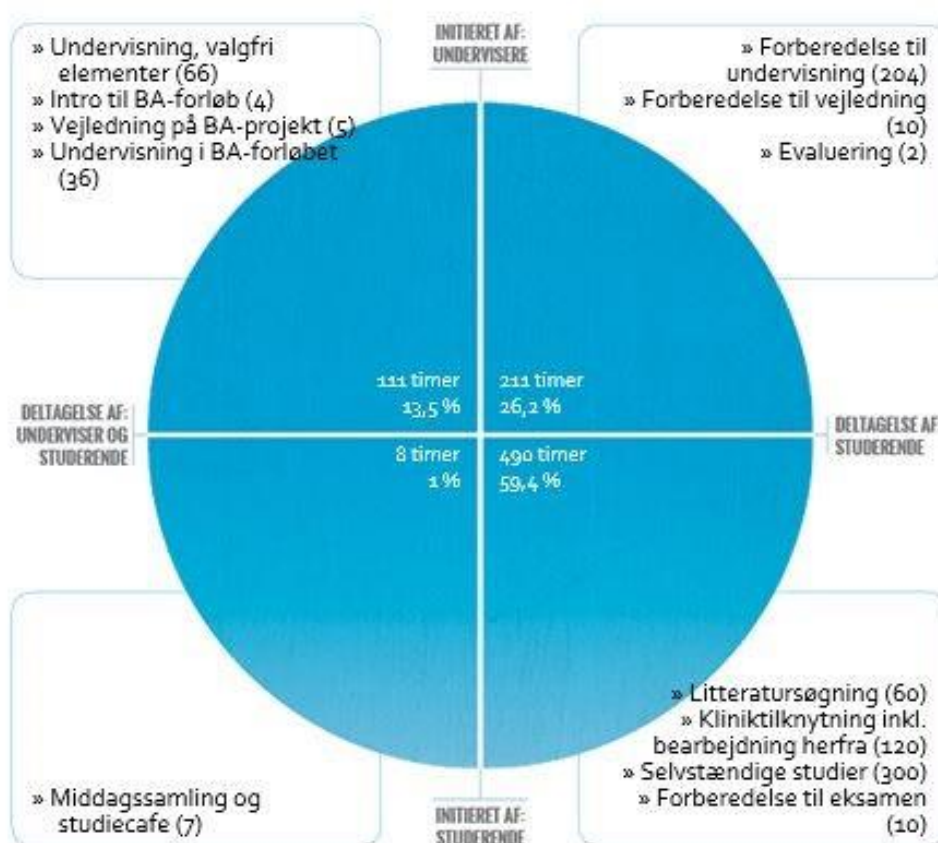 » Undervisning, valgfri
elementer (66)
» Intro til BA-forløb (4)
» Vejledning på BA-projekt (5)
» Undervisning i BA-forløbet
(36)
INITIERET AF:
UNDERVISERE
» Forberedelse til
undervisning (204)
» Forberedelse til vejledning
(10)
» Evaluering (2)
111 timer
13,5 %
211 timer
26,2 %
DELTAGELSE AF:
UNDERVISER OG
STUDERENDE
DELTAGELSE AF
STUDERENDE
8 timer
1 %
490 timer
59,4 %
» Middagssamling og
studiecafe (7)
INITIERET AF:
STUDERENDE
» Litteratursøgning (60)
» Kliniktilknytning inkl.
bearbejdning herfra (120)
» Selvstændige studier (300)
» Forberedelse til eksamen
(10)